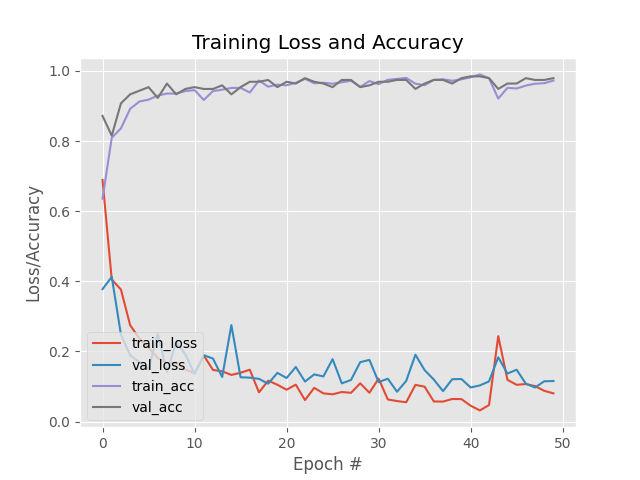 Training Loss and Accuracy
1.0
0.8
0.6
0.4
0.2
0.0
Loss/Accuracy
train_loss
val_loss
train_acc
val_acc
0 10 20 30 40 50
Epoch #